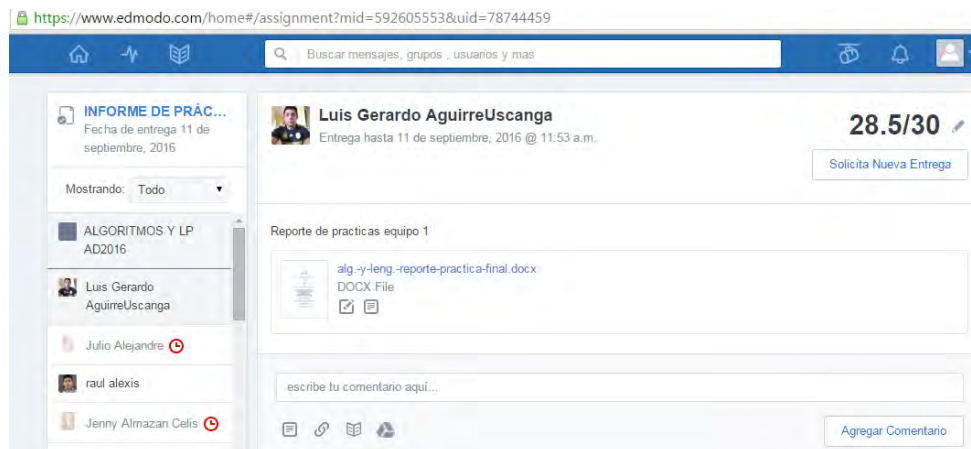 https://www.edmodo.com/home#/assignment?mid=592605553&uid=78744459
Buscar mensajes, grupos , usuarios y mas
INFORME DE PRÁC...
Fecha de entrega 11 de
septiembre, 2016
Mostrando: Todo
ALGORITMOS Y LP
AD2016
Luis Gerardo
AguirreUscanga
Julio Alejandre
raul alexis
Jenny Almazan Celis
Luis Gerardo AguirreUscanga
Entrega hasta 11 de septiembre, 2016 @ 11:53 a.m.
28.5/30
Solicita Nueva Entrega
Reporte de practicas equipo 1
alg.-y-leng.-reporte-practica-final.docx
DOCX File
escribe tu comentario aquí...
Agregar Comentario